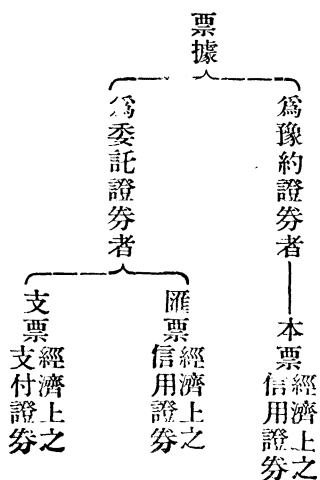 票據
爲豫約證券者
本票
經濟上之
信用證券
爲委託證券者
匯票
經濟上之
信用證券
支票
經濟上之
支付證券